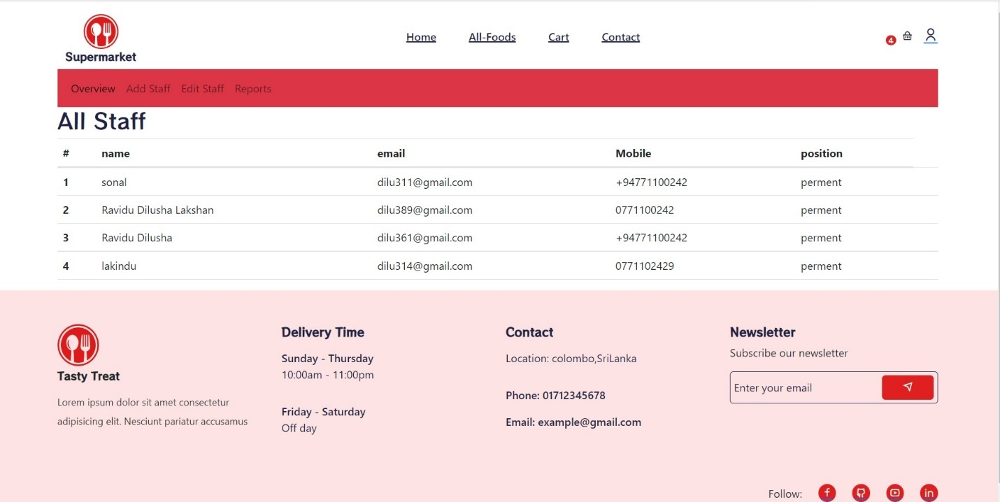 Supermarket
Home All-Foods Cart Contact
4
Overview Add Staff Edit Staff Reports
All Staff
# name email Mobile position
1 sonal dilu311@gmail.com +94771100242 perment
2 Ravidu Dilusha Lakshan dilu389@gmail.com 0771100242 perment
3 Ravidu Dilusha dilu361@gmail.com +94771100242 perment
4 lakindu dilu314@gmail.com 0771102429 perment
Tasty Treat
Lorem ipsum dolor sit amet consectetur
adipisicing elit. Nesciunt pariatur accusamus
Delivery Time
Sunday - Thursday
10:00am - 11:00pm
Friday - Saturday
Off day
Contact
Location: colombo,SriLanka
Phone: 01712345678
Email: example@gmail.com
Newsletter
Subscribe our newsletter
Enter your email
Follow: